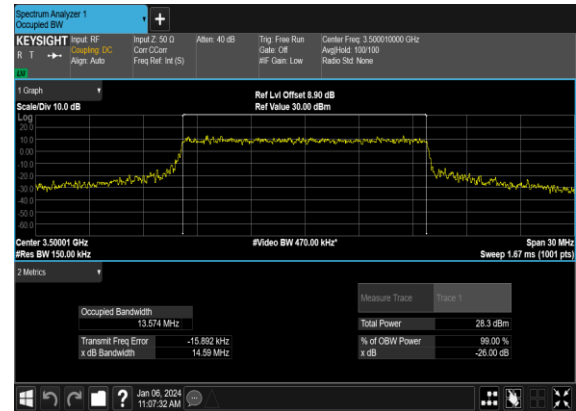 Spectrum Analyzer 1
Occupied BW
KEYSIGHT Input: RF Input Z: 50 Ω Atten: 40 dB Trig: Free Run Center Freq: 3.500010000 GHz
R T Coupling: DC Corr CCorr Gate: Off Avg|Hold: 100/100
Align: Auto Freq Ref: Int (S) #IF Gain: Low Radio Std: None
1 Graph
Scale/Div 10.0 dB Ref Lvl Offset 8.90 dB
Ref Value 30.00 dBm
Log
20.0
10.0
0.00
-10.0
-20.0
-30.0
-40.0
-50.0
-60.0
Center 3.50001 GHz #Video BW 470.00 kHz* Span 30 MHz
#Res BW 150.00 kHz Sweep 1.67 ms (1001 pts)
2 Metrics
Measure Trace Trace 1
Occupied Bandwidth
13.574 MHz Total Power 28.3 dBm
Transmit Freq Error -15.892 kHz % of OBW Power 99.00 %
x dB Bandwidth 14.59 MHz x dB -26.00 dB
? Jan 06, 2024
11:07:32 AM